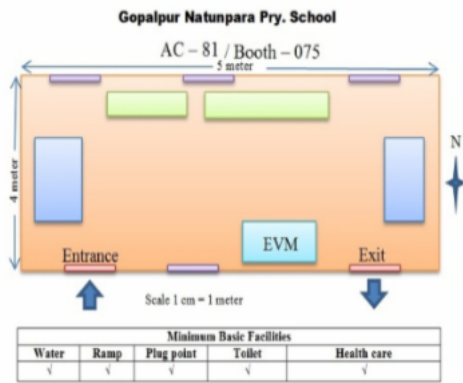 Gopalpur Natunpara Pry. School
AC – 81 / Booth – 075
5 meter
4 meter
N
EVM
Entrance
Exit
Scale 1 cm = 1 meter
Minimum Basic Facilities
Water Ramp Plug point Toilet Health care
√ √ √ √ √